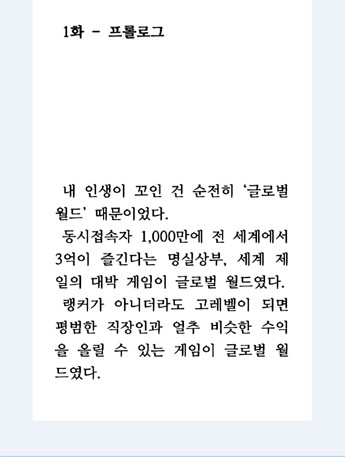 1화 - 프롤로그
내 인생이 꼬인 건 순전히 ‘글로벌
월드’ 때문이었다.
동시접속자 1,000만에 전 세계에서
3억이 즐긴다는 명실상부, 세계 제
일의 대박 게임이 글로벌 월드였다.
랭커가 아니더라도 고레벨이 되면
평범한 직장인과 얼추 비슷한 수익
을 올릴 수 있는 게임이 글로벌 월
드였다.